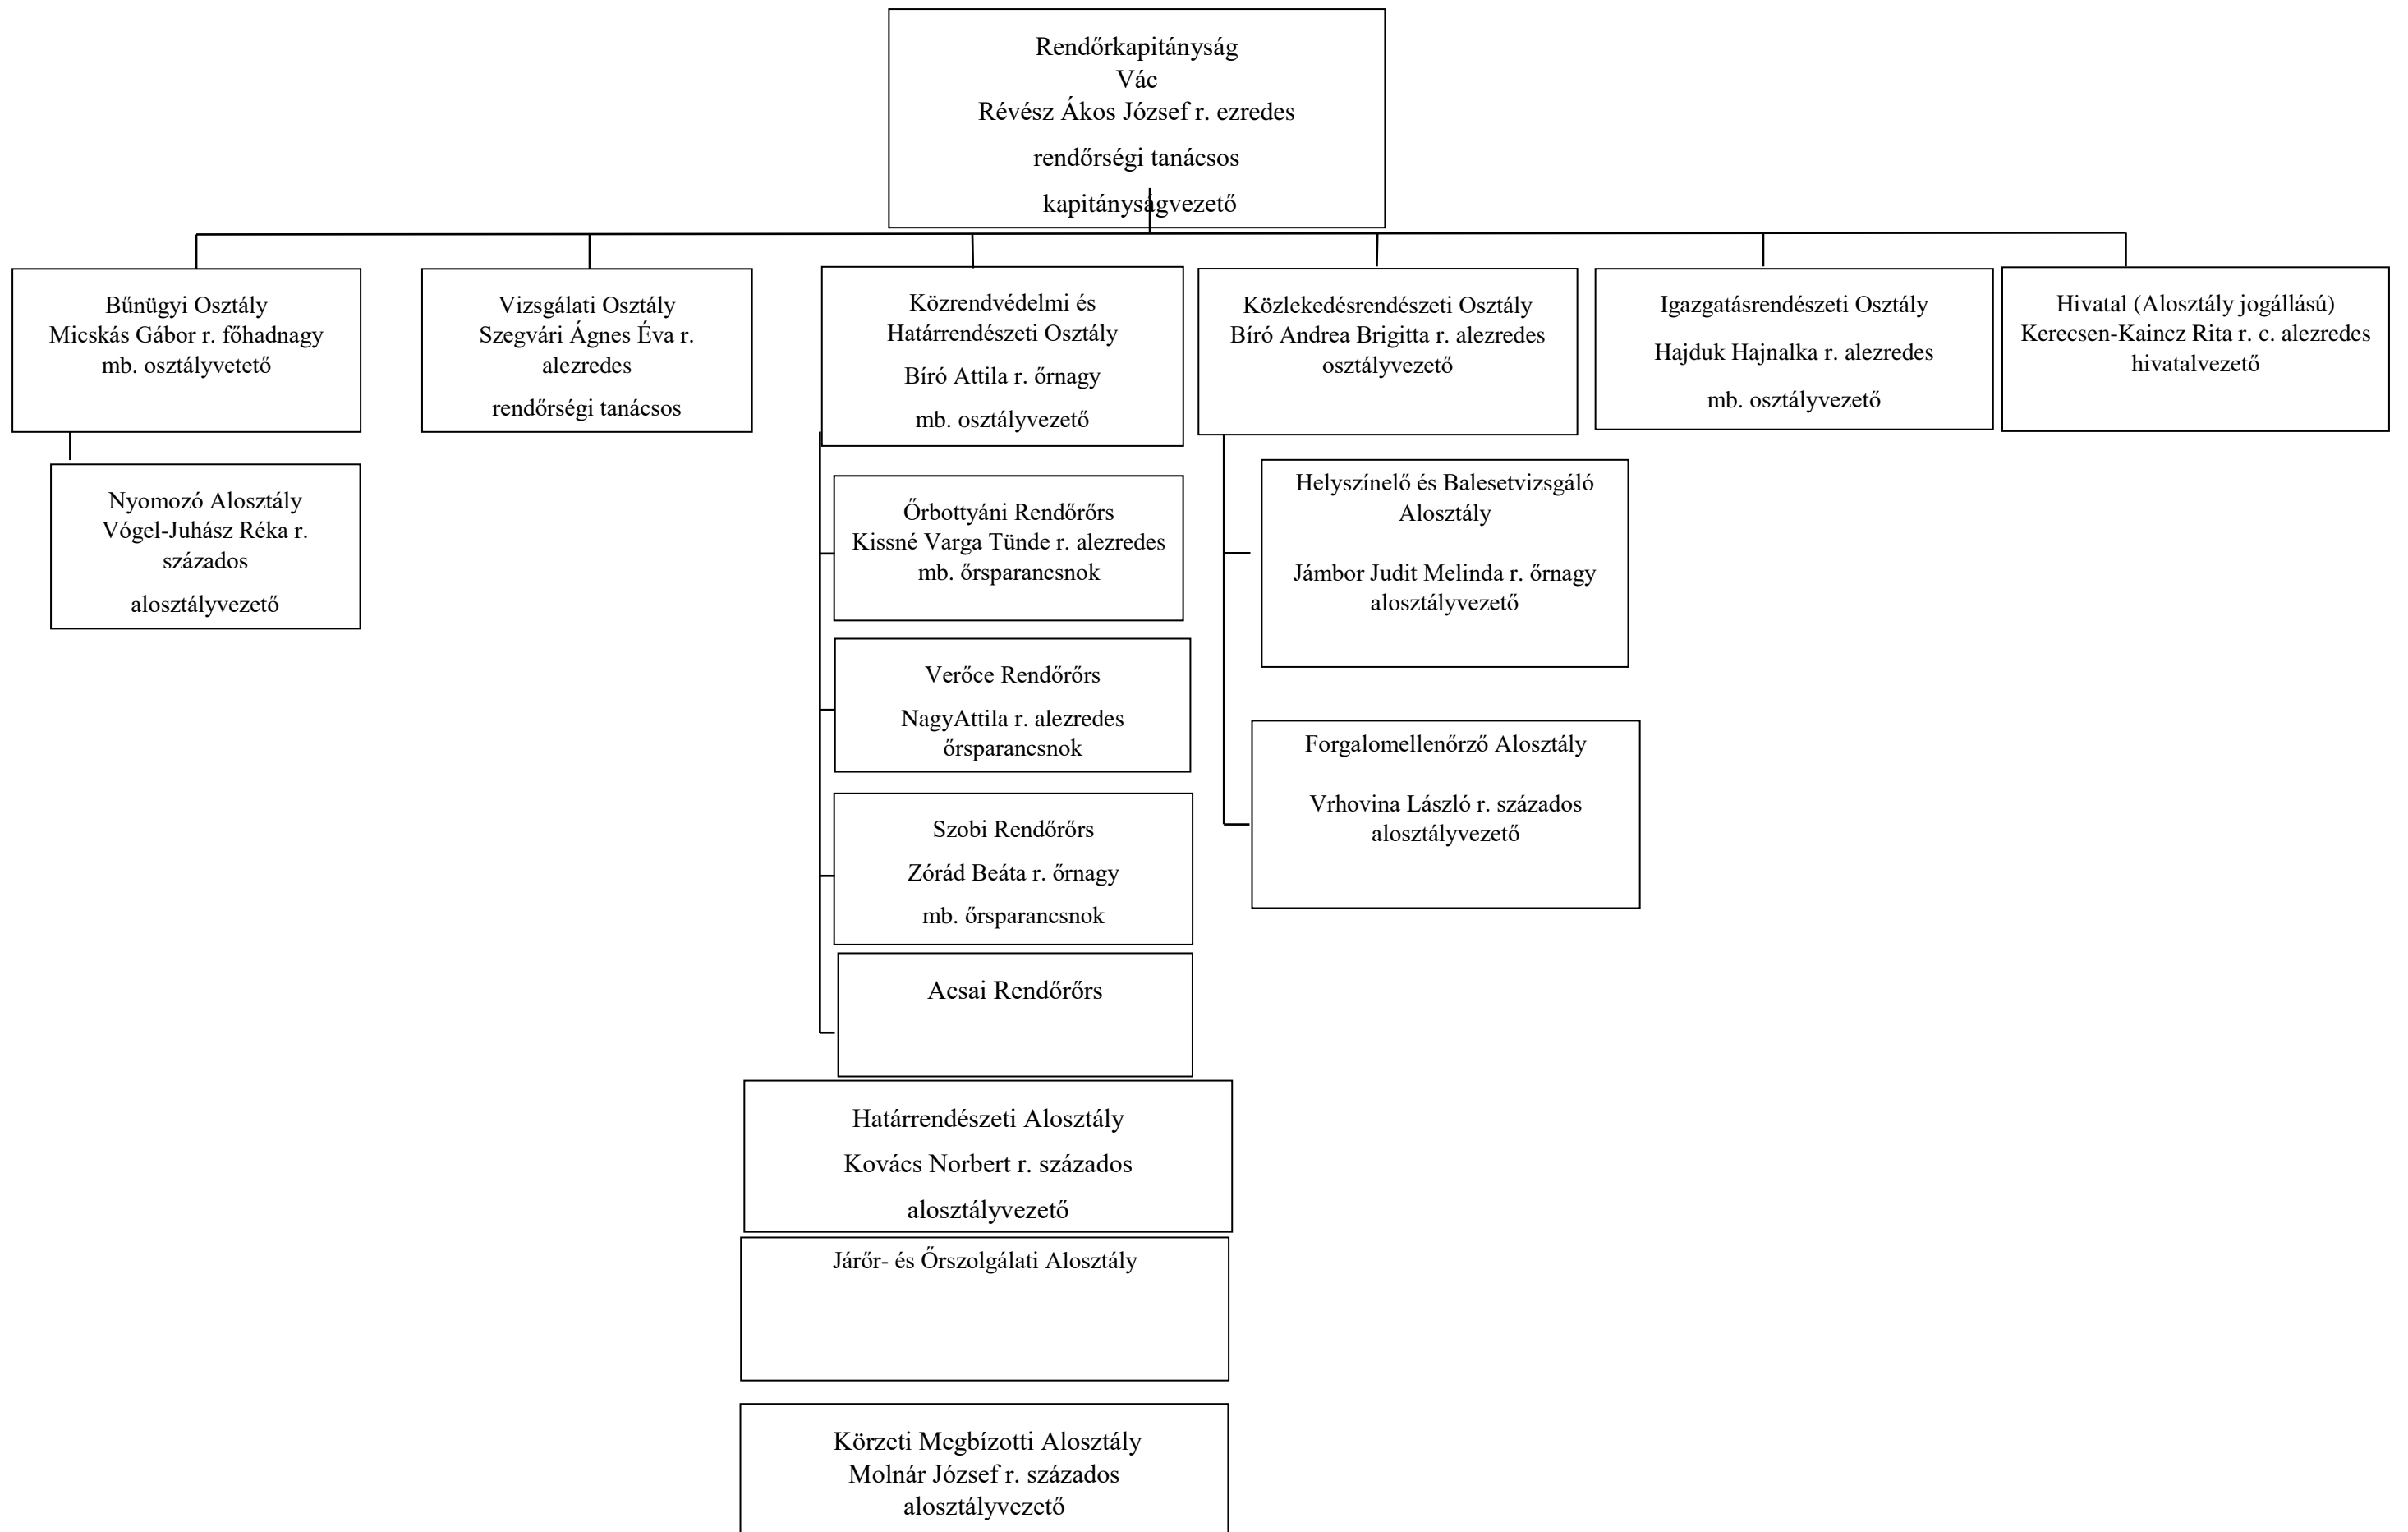 Rendőrkapitányság
Vác
Révész Ákos József r. ezredes
rendőrségi tanácsos
kapitányságvezető
Bűnügyi Osztály
Micskás Gábor r. főhadnagy
mb. osztályvetető
Vizsgálati Osztály
Szegvári Ágnes Éva r.
alezredes
rendőrségi tanácsos
Közrendvédelmi és
Határrendészeti Osztály
Bíró Attila r. őrnagy
mb. osztályvezető
Közlekedésrendészeti Osztály
Bíró Andrea Brigitta r. alezredes
osztályvezető
Igazgatásrendészeti Osztály
Hajduk Hajnalka r. alezredes
mb. osztályvezető
Hivatal (Alosztály jogállású)
Kerecsen-Kaincz Rita r. c. alezredes
hivatalvezető
Nyomozó Alosztály
Vógel-Juhász Réka r.
százados
alosztályvezető
Őrbottyáni Rendőrőrs
Kissné Varga Tünde r. alezredes
mb. őrsparancsnok
Verőce Rendőrőrs
NagyAttila r. alezredes
őrsparancsnok
Szobi Rendőrőrs
Zórád Beáta r. őrnagy
mb. őrsparancsnok
Acsai Rendőrőrs
Határrendészeti Alosztály
Kovács Norbert r. százados
alosztályvezető
Járőr- és Őrszolgálati Alosztály
Körzeti Megbízotti Alosztály
Molnár József r. százados
alosztályvezető
Helyszínelő és Balesetvizsgáló
Alosztály
Jámbor Judit Melinda r. őrnagy
alosztályvezető
Forgalomellenőrző Alosztály
Vrhovina László r. százados
alosztályvezető